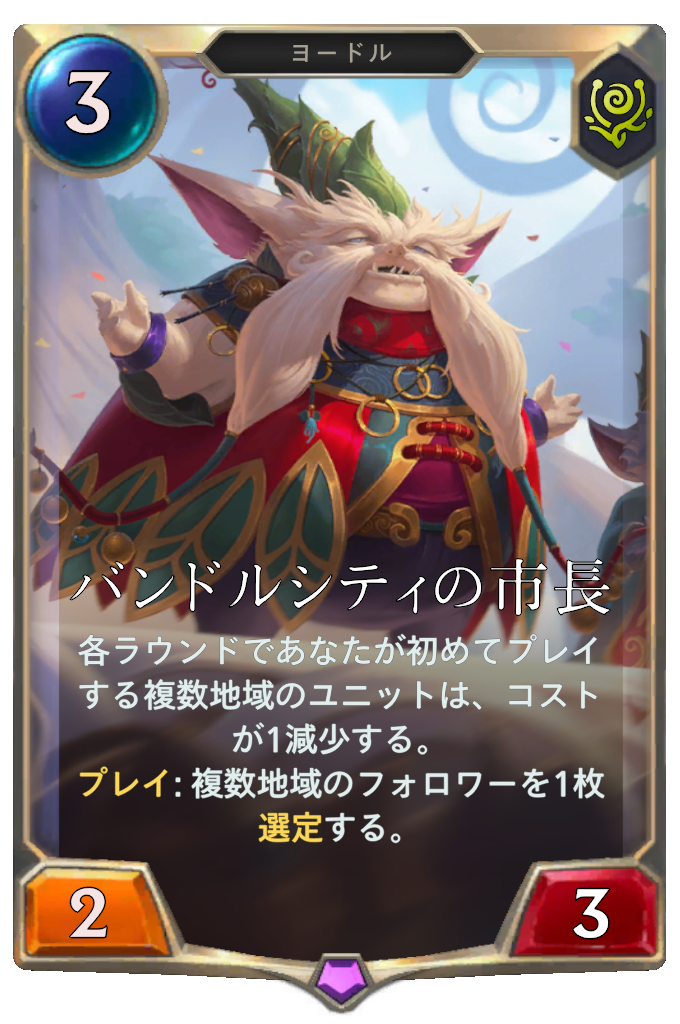 ヨードル
3
バンドルシティの市長
各ラウンドであなたが初めてプレイ
する複数地域のユニットは、コスト
が1減少する。
プレイ: 複数地域のフォロワーを1枚
選定する。
2
3